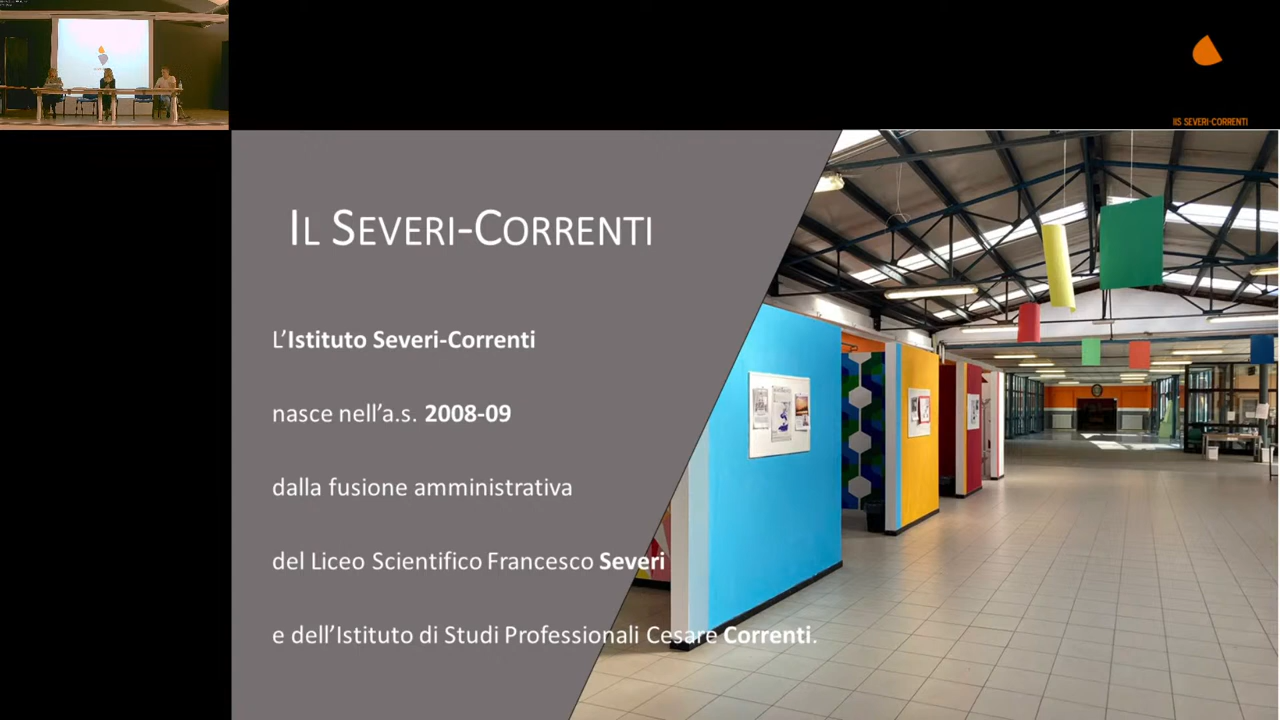 IIS SEVERI-CORRENTI
IL SEVERI-CORRENTI
L’Istituto Severi-Correnti
nasce nell’a.s. 2008-09
dalla fusione amministrativa
del Liceo Scientifico Francesco Severi
e dell’Istituto di Studi Professionali Cesare Correnti.